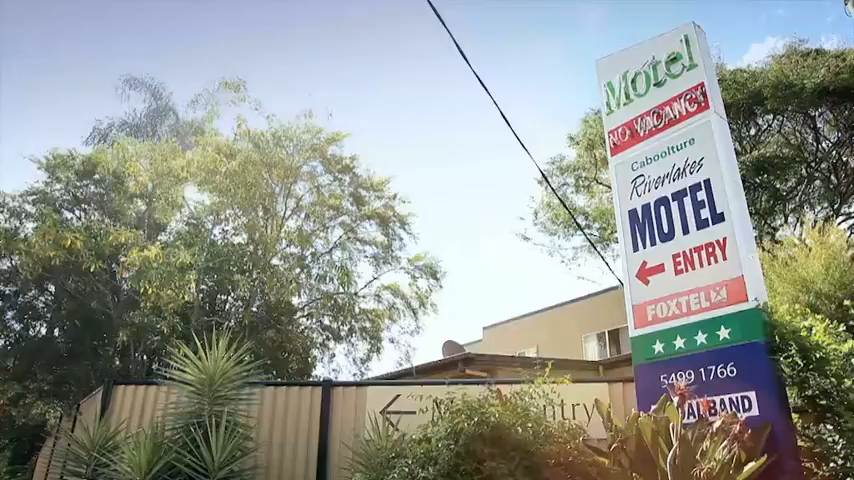 Motel
NO VACANCY
Caboolture
Riverlakes
MOTEL
ENTRY
FOXTEL
5499 1766